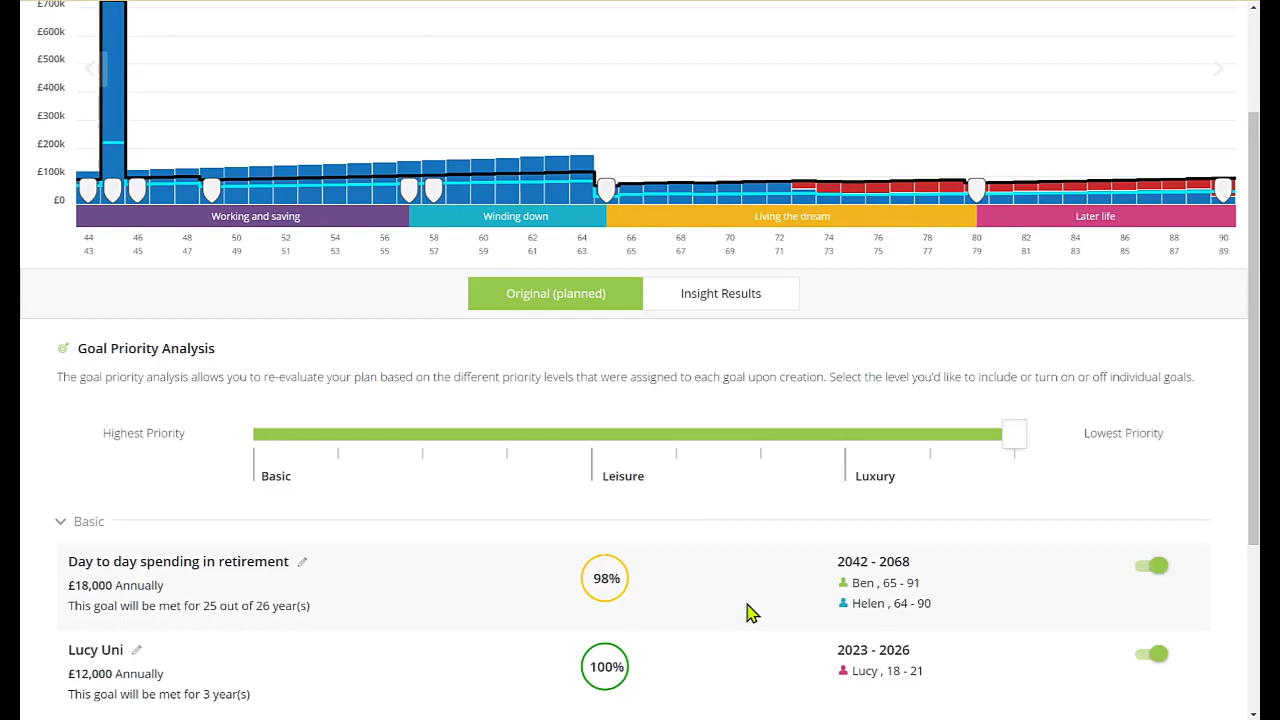 £700k
£600k
£500k
£400k
£300k
£200k
£100k
£0
Working and saving Winding down Living the dream Later life
44 46 48 50 52 54 56 58 60 62 64 66 68 70 72 74 76 78 80 82 84 86 88 90
43 45 47 49 51 53 55 57 59 61 63 65 67 69 71 73 75 77 79 81 83 85 87 89
Original (planned) Insight Results
Goal Priority Analysis
The goal priority analysis allows you to re-evaluate your plan based on the different priority levels that were assigned to each goal upon creation. Select the level you'd like to include or turn on or off individual goals.
Highest Priority Lowest Priority
Basic Leisure Luxury
Basic
Day to day spending in retirement 98% 2042 - 2068
£18,000 Annually Ben , 65 - 91
This goal will be met for 25 out of 26 year(s) Helen , 64 - 90
Lucy Uni 100% 2023 - 2026
£12,000 Annually Lucy , 18 - 21
This goal will be met for 3 year(s)